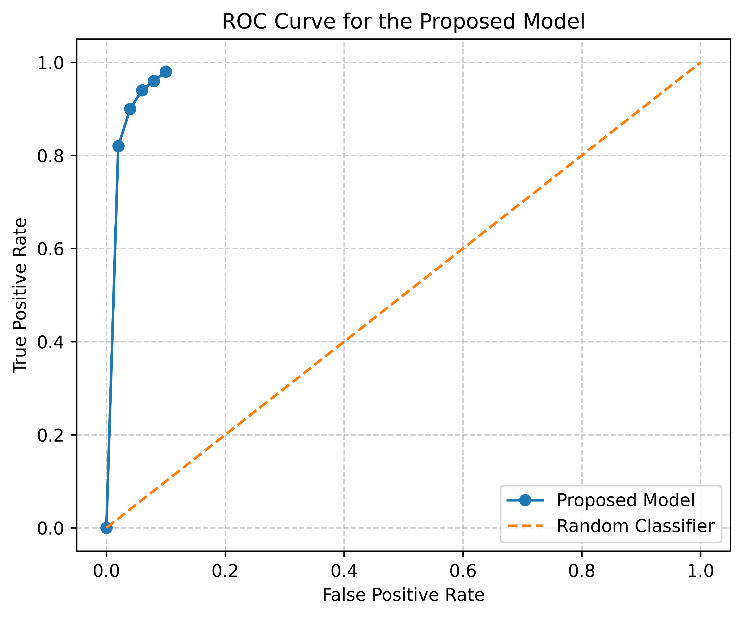 ROC Curve for the Proposed Model
True Positive Rate
1.0
0.8
0.6
0.4
0.2
0.0
0.0 0.2 0.4 0.6 0.8 1.0
False Positive Rate
Proposed Model
Random Classifier